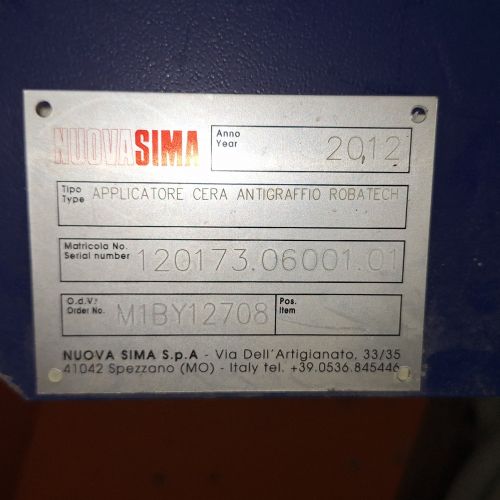 NUOVASIMA
Anno
Year
2012
Tipo
Type
APPLICATORE CERA ANTIGRAFFIO ROBATECH
Matricola No.
Serial number
120173.06001.01
O.d.V.
Order No.
M1BY12708
Pos.
Item
NUOVA SIMA S.p.A - Via Dell'Artigianato, 33/35
41042 Spezzano (MO) - Italy tel. +39.0536.845446